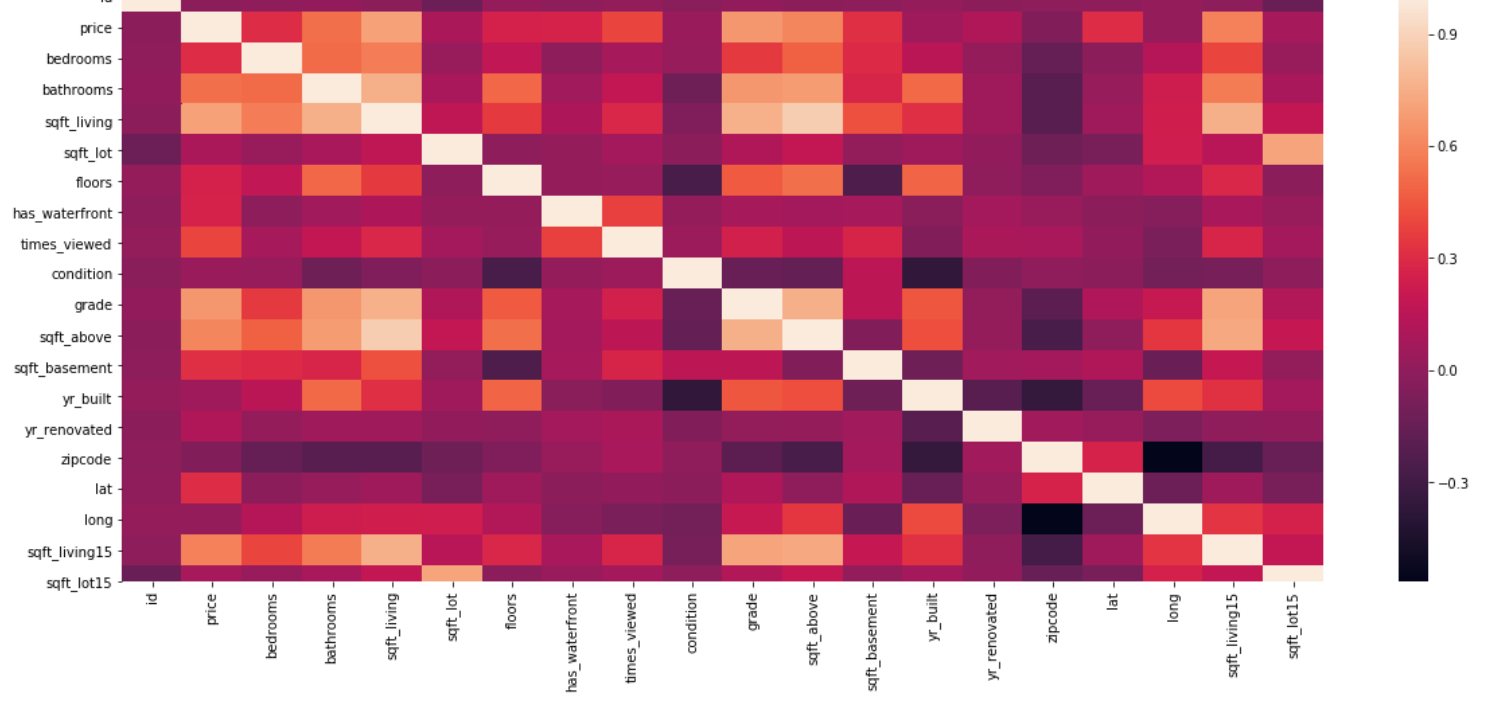 id
price
bedrooms
bathrooms
sqft_living
sqft_lot
floors
has_waterfront
times_viewed
condition
grade
sqft_above
sqft_basement
yr_built
yr_renovated
zipcode
lat
long
sqft_living15
sqft_lot15
id
price
bedrooms
bathrooms
sqft_living
sqft_lot
floors
has_waterfront
times_viewed
condition
grade
sqft_above
sqft_basement
yr_built
yr_renovated
zipcode
lat
long
sqft_living15
sqft_lot15
0.9
0.6
0.3
0.0
−0.3